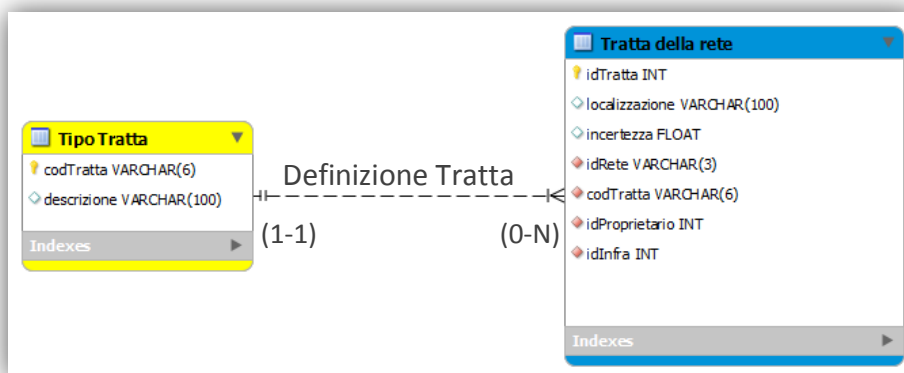 Tipo Tratta
codTratta VARCHAR(6)
descrizione VARCHAR(100)
Indexes
Definizione Tratta
(1-1)
(0-N)
Tratta della rete
idTratta INT
localizzazione VARCHAR(100)
incertezza FLOAT
idRete VARCHAR(3)
codTratta VARCHAR(6)
idProprietario INT
idInfra INT
Indexes